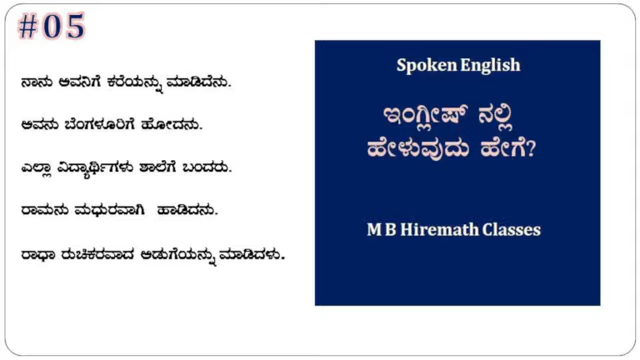 #05
ನಾನು ಅವನಿಗೆ ಕರೆಯನ್ನು ಮಾಡಿದೆನು.
ಅವನು ಬೆಂಗಳೂರಿಗೆ ಹೋದನು.
ಎಲ್ಲಾ ವಿದ್ಯಾರ್ಥಿಗಳು ಶಾಲೆಗೆ ಬಂದರು.
ರಾಮನು ಮಧುರವಾಗಿ ಹಾಡಿದನು.
ರಾಧಾ ರುಚಿಕರವಾದ ಅಡುಗೆಯನ್ನು ಮಾಡಿದಳು.
Spoken English
ಇಂಗ್ಲೀಷ್ ನಲ್ಲಿ
ಹೇಳುವುದು ಹೇಗೆ?
M B Hiremath Classes